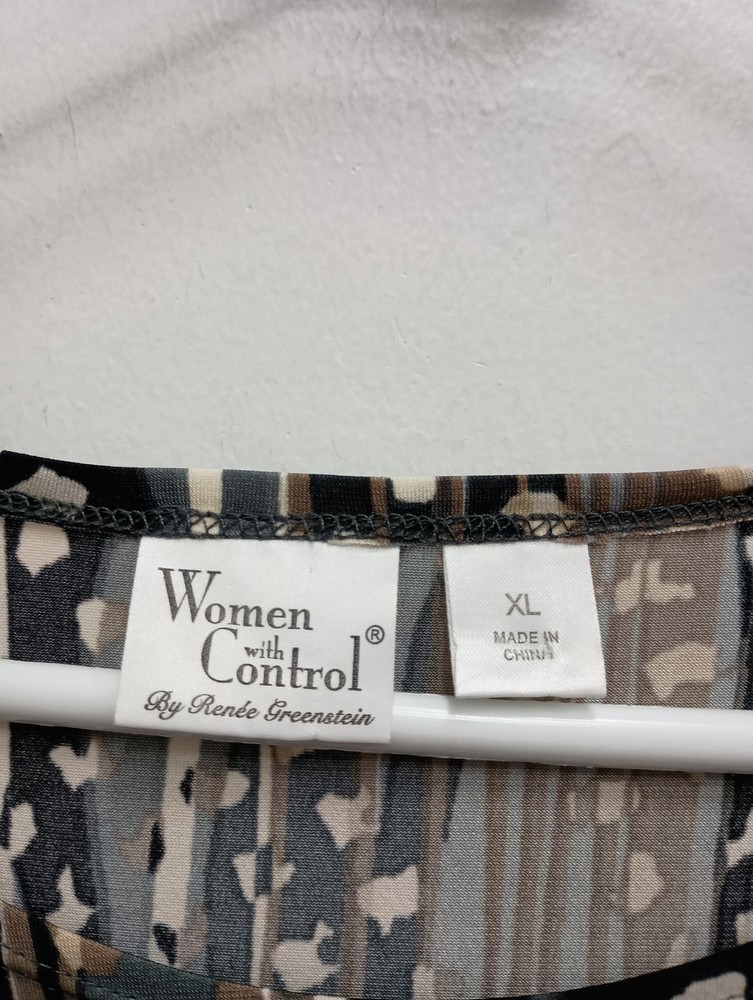 Women
with
Control®
By Renée Greenstein
XL
MADE IN
CHINA